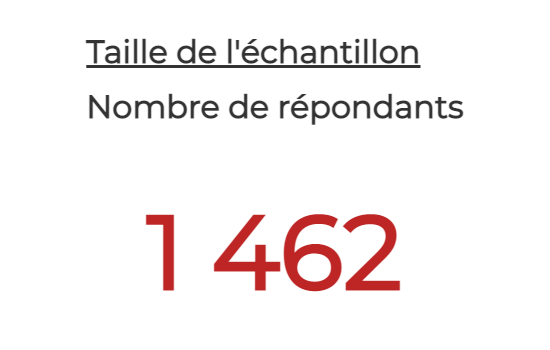 Taille de l'échantillon
Nombre de répondants
1 462